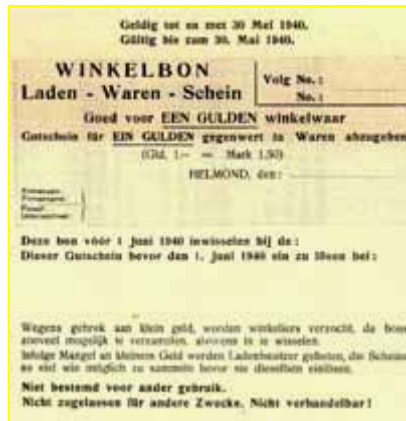 Geldig tot en met 30 Mei 1940.
Gültig bis zum 30. Mai 1940.
WINKELBON
Laden - Waren - Schein
Volg No. :
No. :
Goed voor EEN GULDEN winkelwaar
Gutschein für EIN GULDEN gegenwert in Waren abzugeben
(Gld. 1.— = Mark 1.50)
HELMOND, den :
Deze bon vóór 1 Juni 1940 inwisselen bij de :
Dieser Gutschein bevor den 1. Juni 1940 ein zu lösen bei :
Wegens gebrek aan klein geld, worden winkeliers verzocht, de bons
zooveel mogelijk te verzamelen, alvorens in te wisselen.
Infolge Mangel an kleinem Geld werden Ladenbesitzer gebeten, die Scheine
so viel wie möglich zu sammeln bevor sie dieselben einlösen.
Niet bestemd voor ander gebruik.
Nicht zugelassen für andere Zwecke. Nicht verhandelbar!